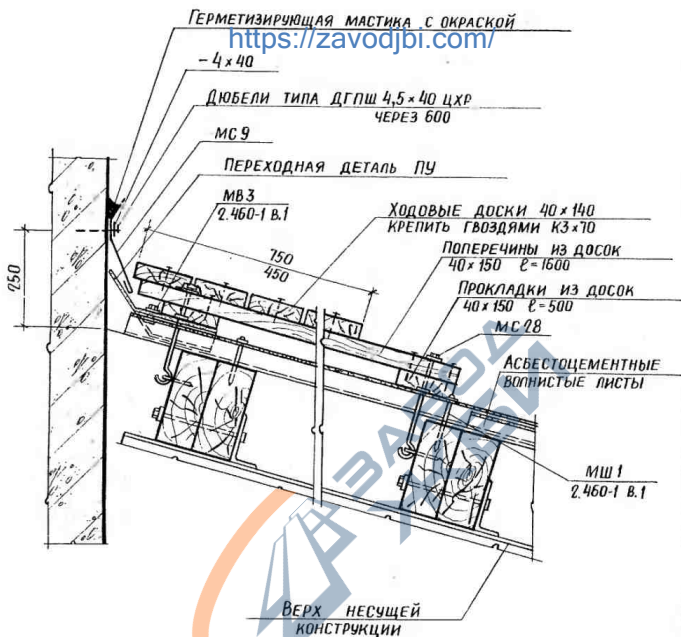 ГЕРМЕТИЗИРУЮЩАЯ МАСТИКА С ОКРАСКОЙ
https://zavodjbi.com/
- 4 × 40
ДЮБЕЛИ ТИПА ДГПШ 4,5 × 40 ЦХР
ЧЕРЕЗ 600
МС 9
ПЕРЕХОДНАЯ ДЕТАЛЬ ПУ
МВ 3
2.460-1 В.1
ХОДОВЫЕ ДОСКИ 40 × 140
КРЕПИТЬ ГВОЗДЯМИ К3×70
750
450
ПОПЕРЕЧИНЫ ИЗ ДОСОК
40 × 150 ℓ = 1600
ПРОКЛАДКИ ИЗ ДОСОК
40 × 150 ℓ = 500
МС 28
250
АСБЕСТОЦЕМЕНТНЫЕ
ВОЛНИСТЫЕ ЛИСТЫ
МШ 1
2.460-1 В.1
ЗАВОД
ЖБИ
ВЕРХ НЕСУЩЕЙ
КОНСТРУКЦИИ